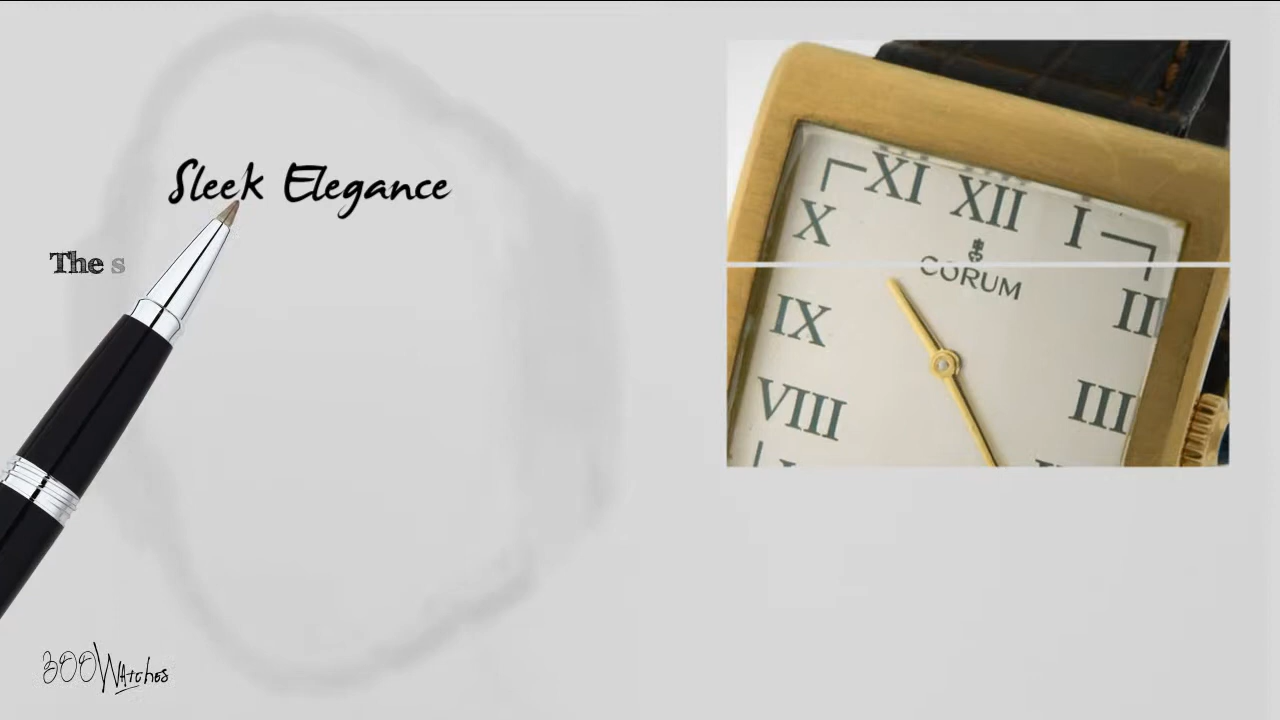 Sleek Elegance
The s
XI XII I
X
CORUM
II
IX
III
VIII
300Watches